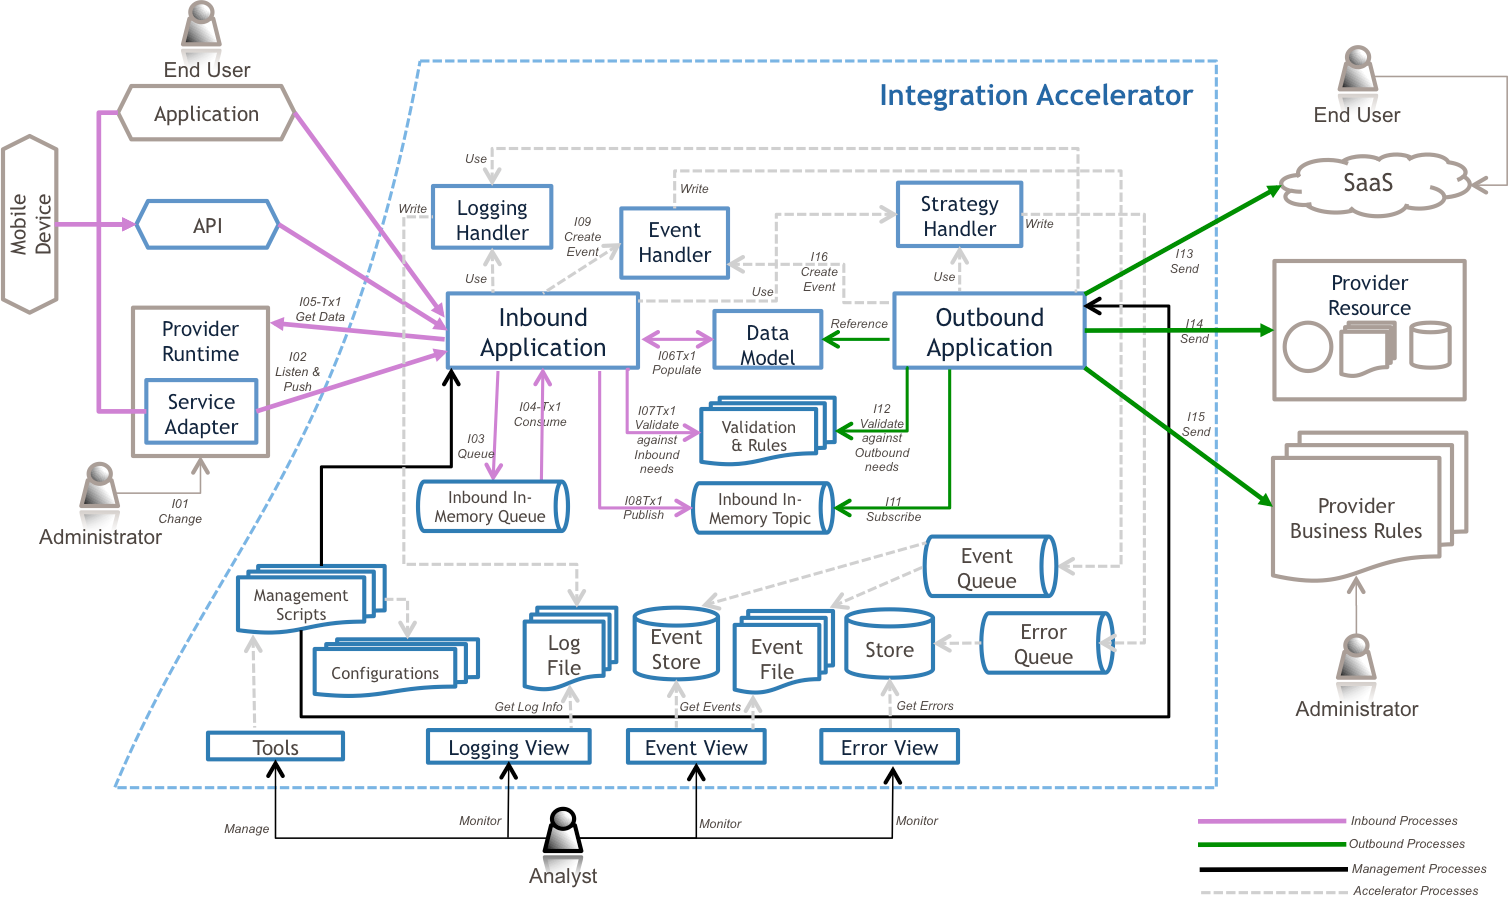 End User
Application
Integration Accelerator
End User
SaaS
Mobile
Device
API
Use
Write
Logging
Handler
I09
Create
Event
Write
Event
Handler
Strategy
Handler
Write
I16
Create
Event
Use
Use
Use
I13
Send
Provider
Resource
I05-Tx1
Get Data
Provider
Runtime
I02
Listen &
Push
Service
Adapter
Inbound
Application
I06Tx1
Populate
Data
Model
Reference
Outbound
Application
I14
Send
I15
Send
I04-Tx1
Consume
I03
Queue
I07Tx1
Validate
against
Inbound
needs
Validation
& Rules
I12
Validate
against
Outbound
needs
Inbound In-
Memory Queue
I08Tx1
Publish
Inbound In-
Memory Topic
I11
Subscribe
Provider
Business Rules
I01
Change
Administrator
Management
Scripts
Configurations
Log
File
Event
Store
Event
File
Store
Event
Queue
Error
Queue
Administrator
Get Log Info
Get Events
Get Errors
Tools
Logging View
Event View
Error View
Manage
Monitor
Monitor
Monitor
Analyst
Inbound Processes
Outbound Processes
Management Processes
Accelerator Processes